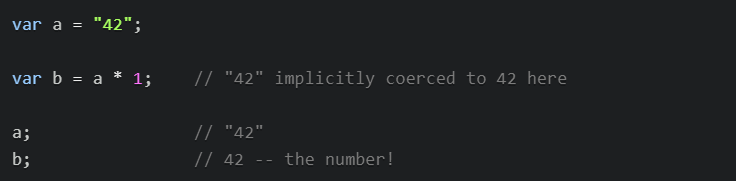 var a = "42";
var b = a * 1;    // "42" implicitly coerced to 42 here
a;                // "42"
b;                // 42 -- the number!